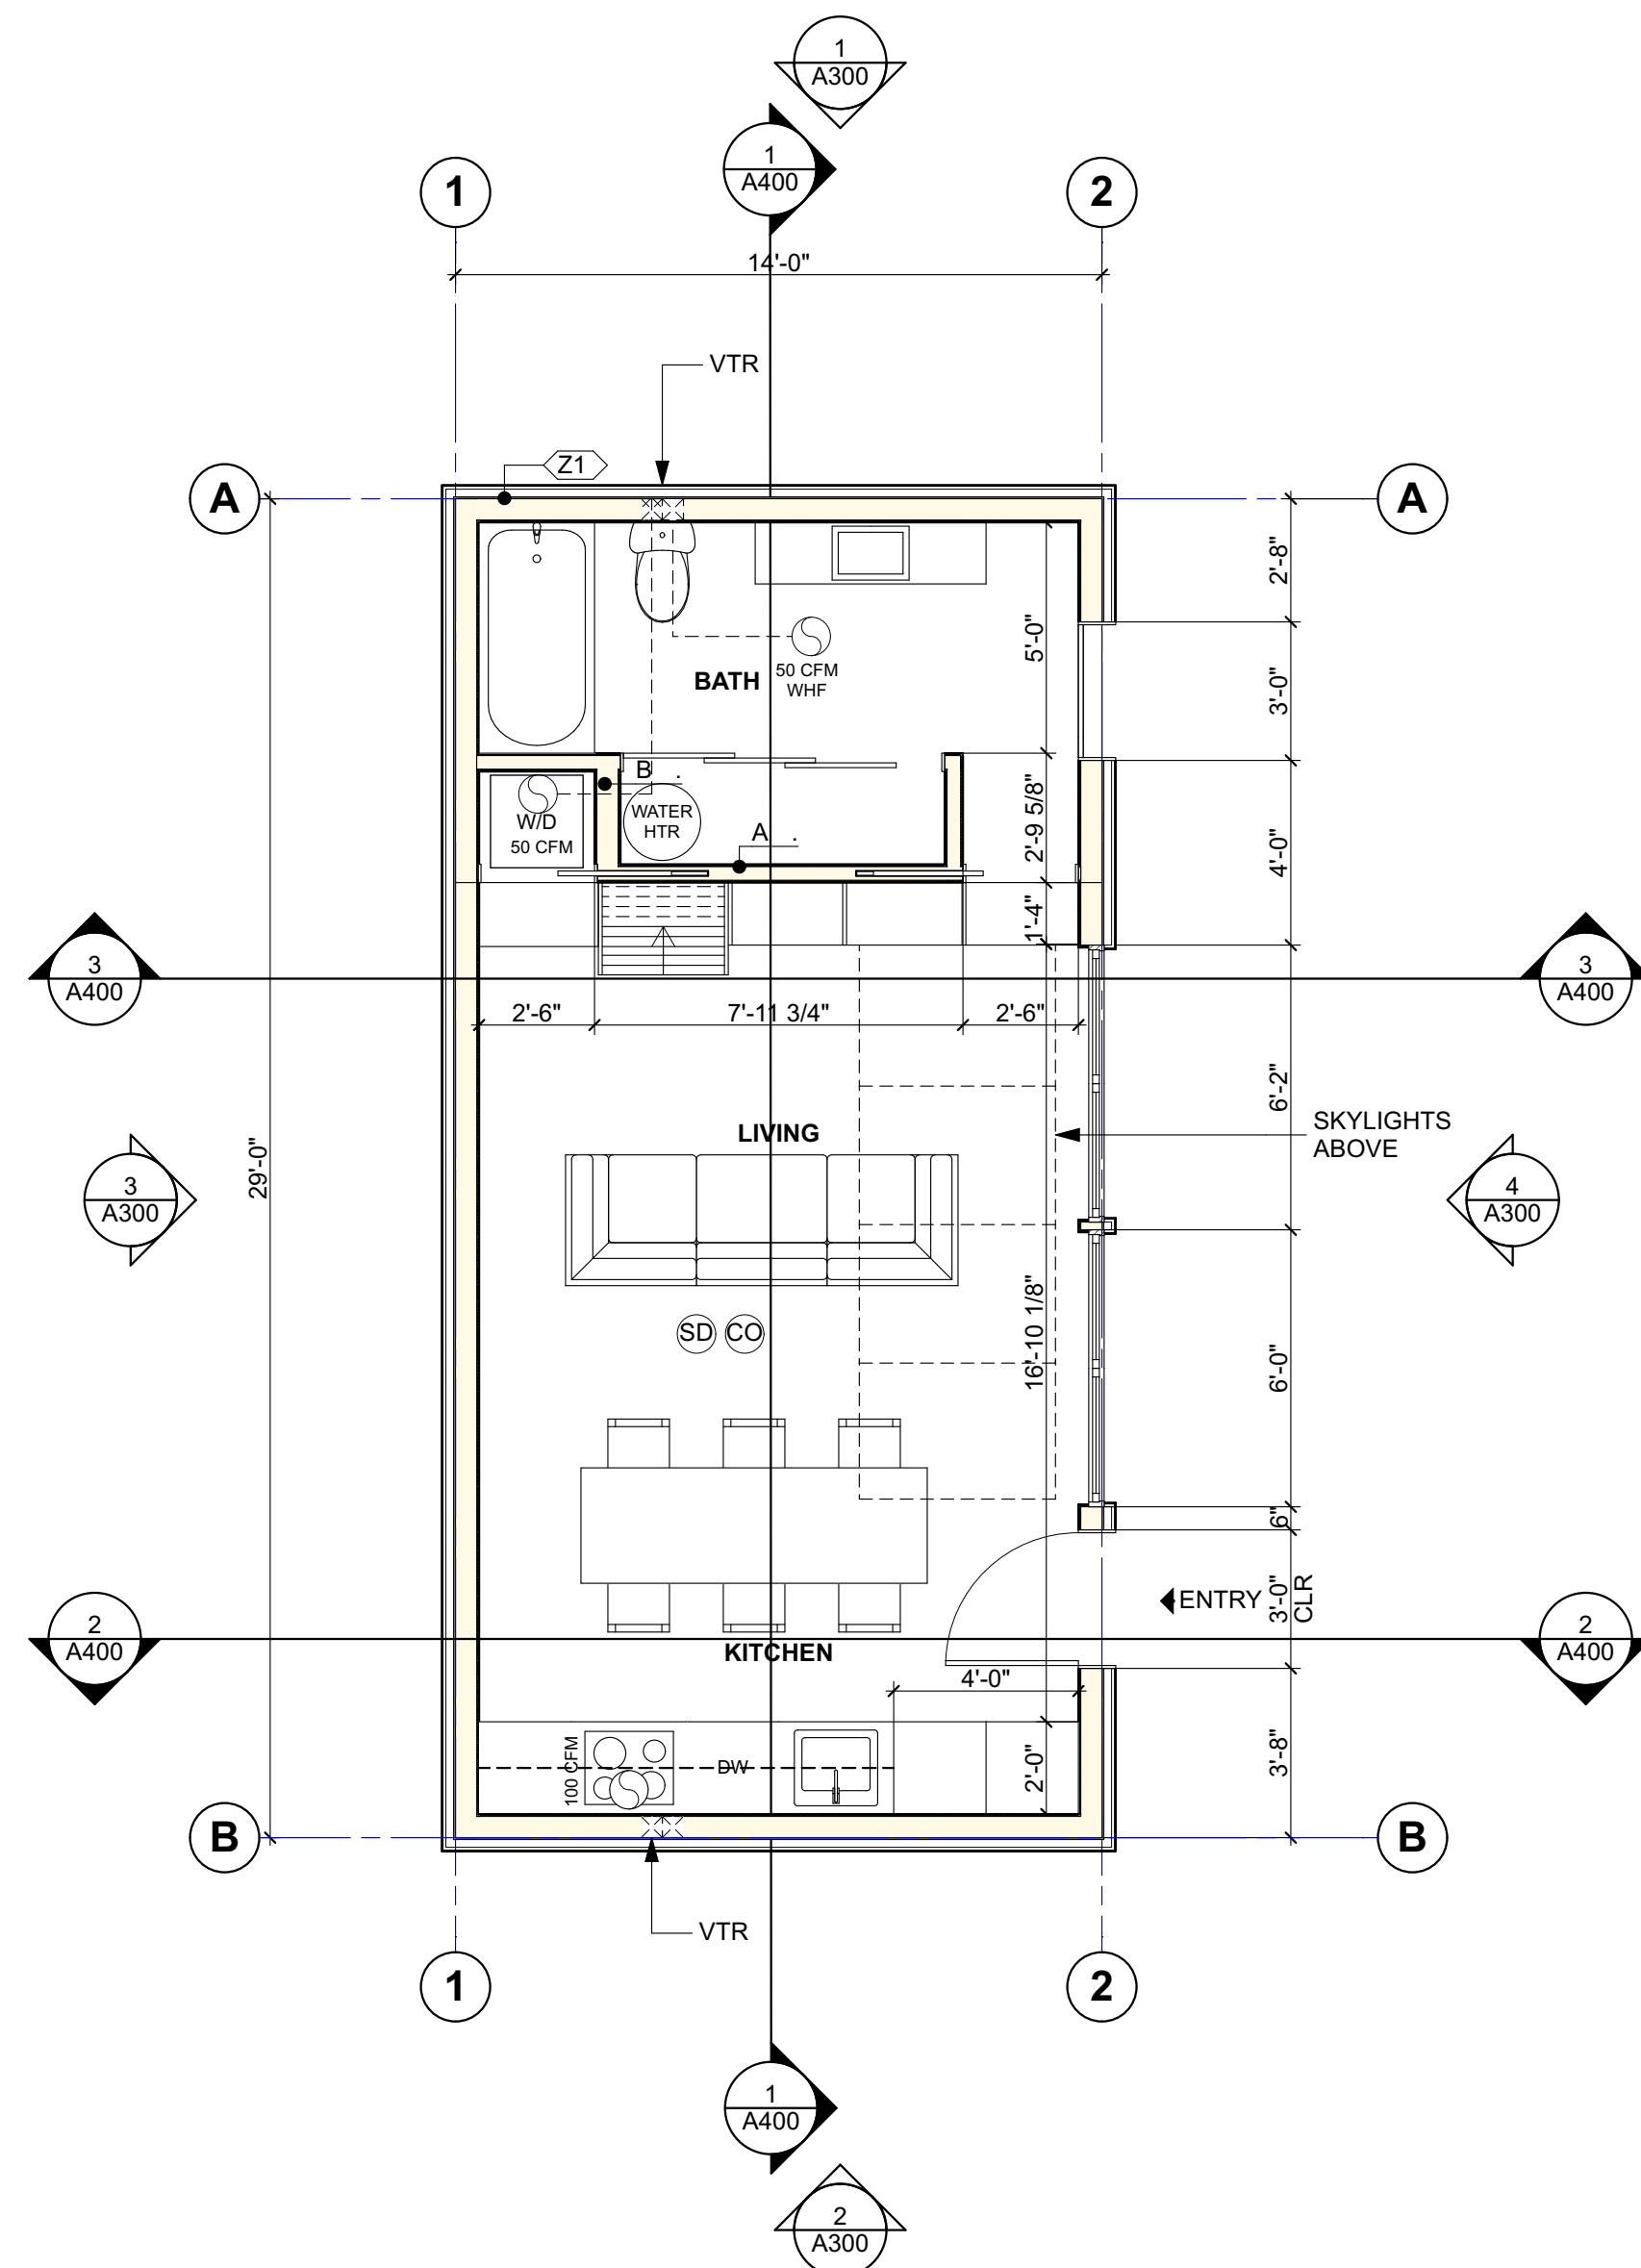 1
A300
1
A400
1
2
14'-0"
VTR
Z1
A
A
2'-8"
5'-0"
50 CFM
WHF
BATH
3'-0"
B .
W/D
50 CFM
WATER
HTR
A .
2'-9 5/8"
4'-0"
1'-4"
3
A400
3
A400
2'-6"
7'-11 3/4"
2'-6"
6'-2"
SKYLIGHTS
ABOVE
LIVING
29'-0"
3
A300
4
A300
SD
CO
16'-10 1/8"
6'-0"
6"
ENTRY
3'-0"
CLR
2
A400
2
A400
KITCHEN
4'-0"
100 CFM
DW
2'-0"
3'-8"
B
B
VTR
1
2
1
A400
2
A300